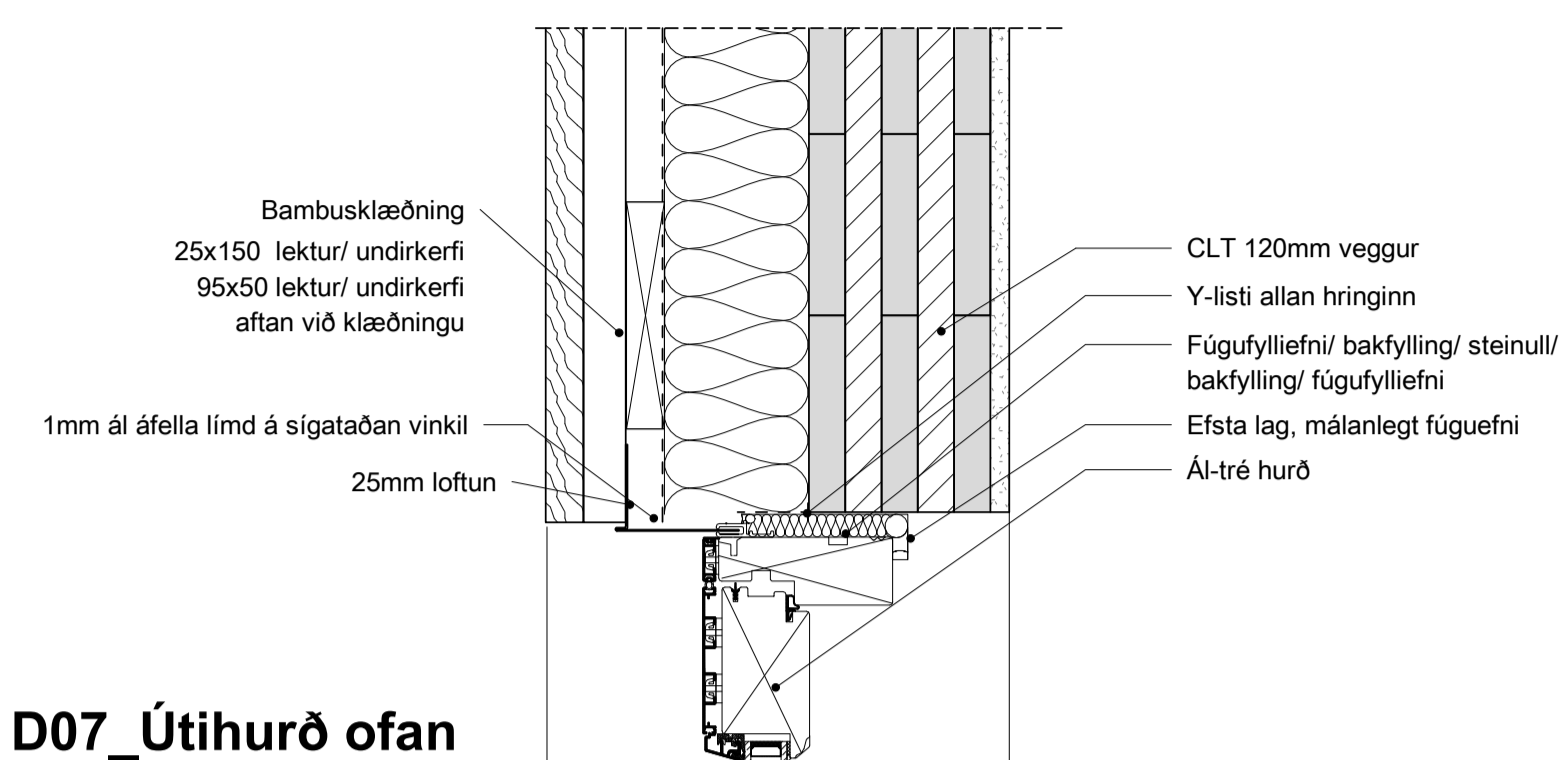 Bambusklæðning
25x150 lektur/ undirkerfi
95x50 lektur/ undirkerfi
aftan við klæðningu
1mm ál áfella límd á sígataðan vinkil
25mm loftun
CLT 120mm veggur
Y-listi allan hringinn
Fúgufylliefni/ bakfylling/ steinull/
bakfylling/ fúgufylliefni
Efsta lag, málanlegt fúguefni
Ál-tré hurð
D07_Útihurð ofan